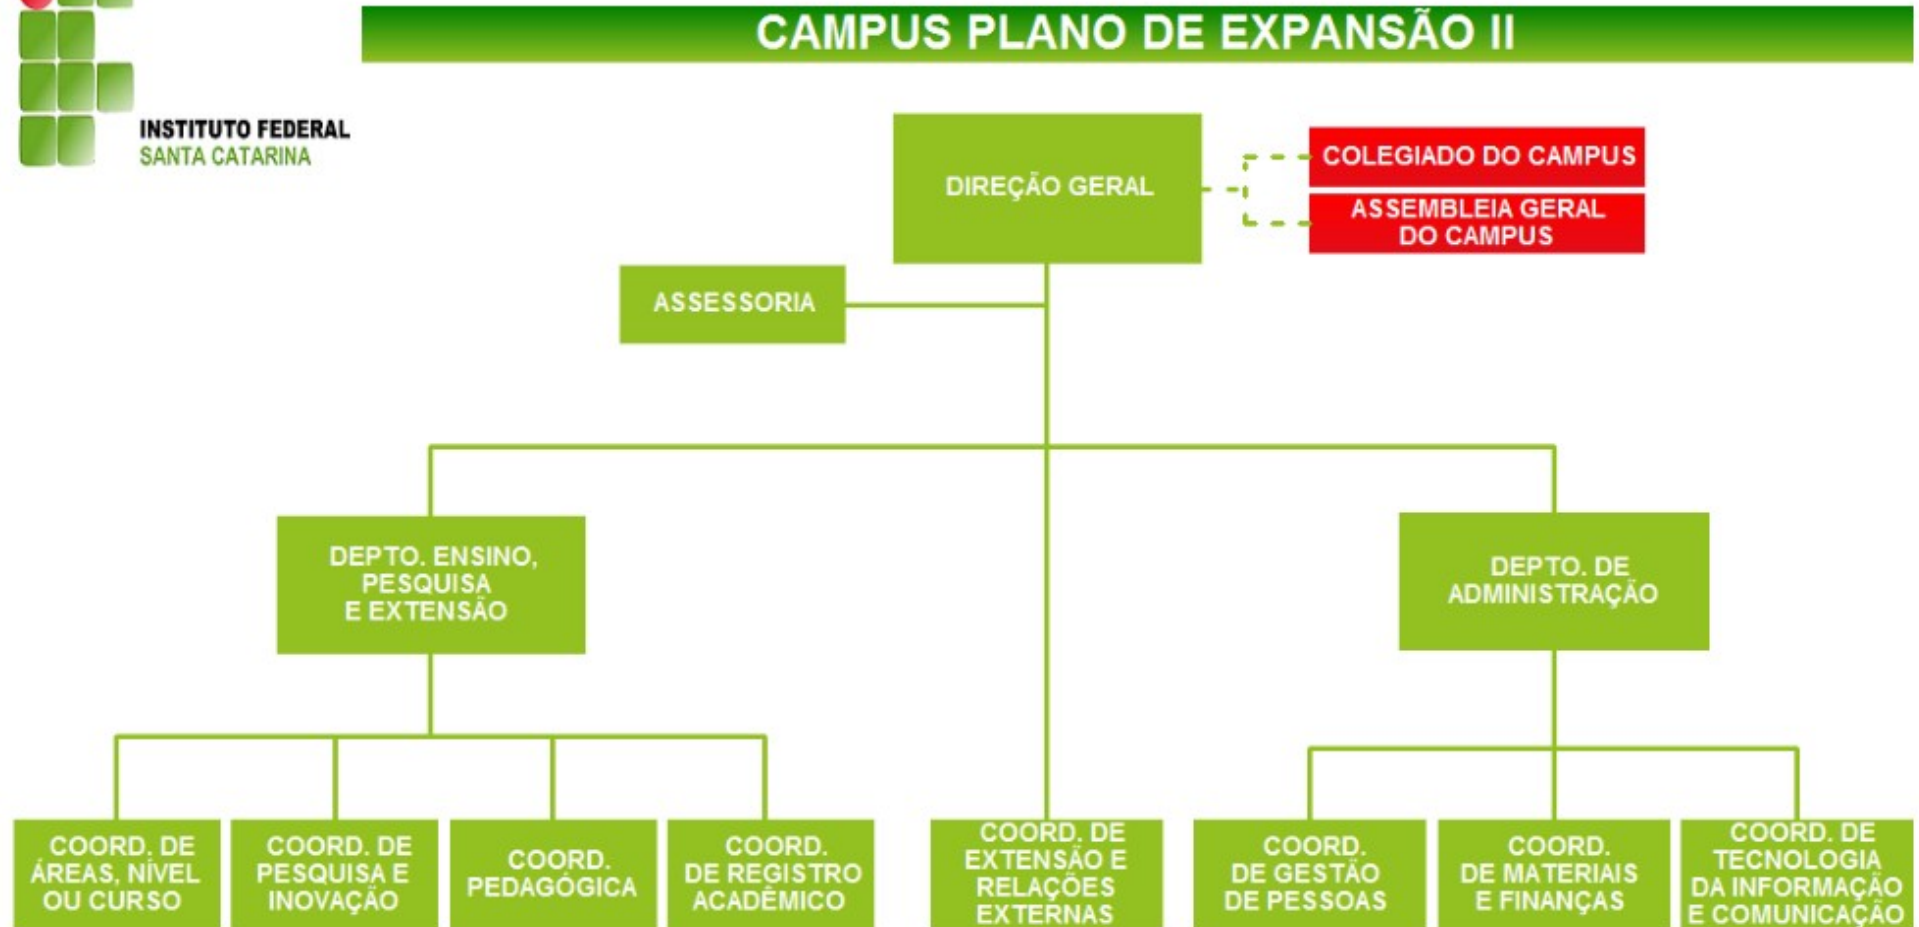 CAMPUS PLANO DE EXPANSÃO II
INSTITUTO FEDERAL
SANTA CATARINA
DIREÇÃO GERAL
COLEGIADO DO CAMPUS
ASSEMBLEIA GERAL
DO CAMPUS
ASSESSORIA
DEPTO. ENSINO,
PESQUISA
E EXTENSÃO
DEPTO. DE
ADMINISTRAÇÃO
COORD. DE
ÁREAS, NÍVEL
OU CURSO
COORD. DE
PESQUISA E
INOVAÇÃO
COORD.
PEDAGÓGICA
COORD.
DE REGISTRO
ACADÊMICO
COORD. DE
EXTENSÃO E
RELAÇÕES
EXTERNAS
COORD.
DE GESTÃO
DE PESSOAS
COORD.
DE MATERIAIS
E FINANÇAS
COORD. DE
TECNOLOGIA
DA INFORMAÇÃO
E COMUNICAÇÃO